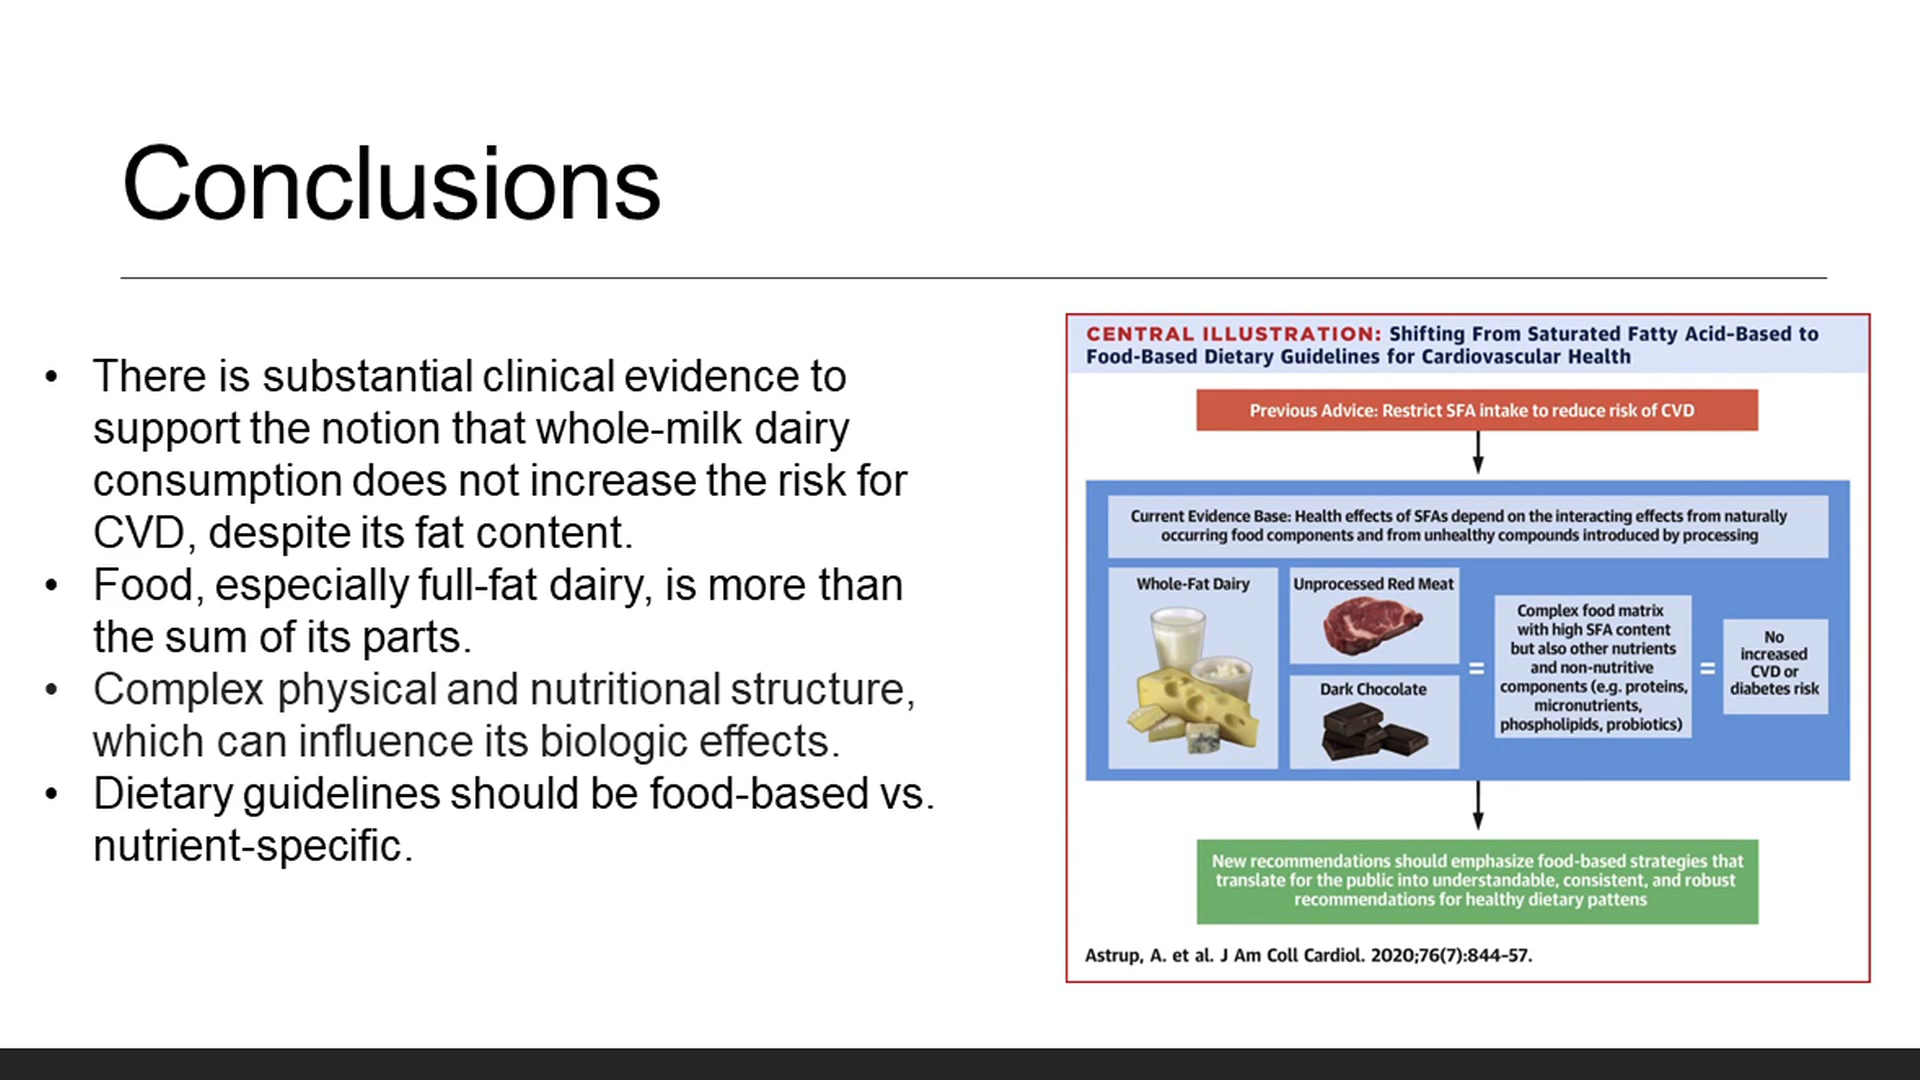 Conclusions
• There is substantial clinical evidence to
support the notion that whole-milk dairy
consumption does not increase the risk for
CVD, despite its fat content.
• Food, especially full-fat dairy, is more than
the sum of its parts.
• Complex physical and nutritional structure,
which can influence its biologic effects.
• Dietary guidelines should be food-based vs.
nutrient-specific.
CENTRAL ILLUSTRATION: Shifting From Saturated Fatty Acid-Based to
Food-Based Dietary Guidelines for Cardiovascular Health
Previous Advice: Restrict SFA intake to reduce risk of CVD
Current Evidence Base: Health effects of SFAs depend on the interacting effects from naturally
occurring food components and from unhealthy compounds introduced by processing
Whole-Fat Dairy
Unprocessed Red Meat
Dark Chocolate
=
Complex food matrix
with high SFA content
but also other nutrients
and non-nutritive
components (e.g. proteins,
micronutrients,
phospholipids, probiotics)
=
No
increased
CVD or
diabetes risk
New recommendations should emphasize food-based strategies that
translate for the public into understandable, consistent, and robust
recommendations for healthy dietary pattens
Astrup, A. et al. J Am Coll Cardiol. 2020;76(7):844-57.